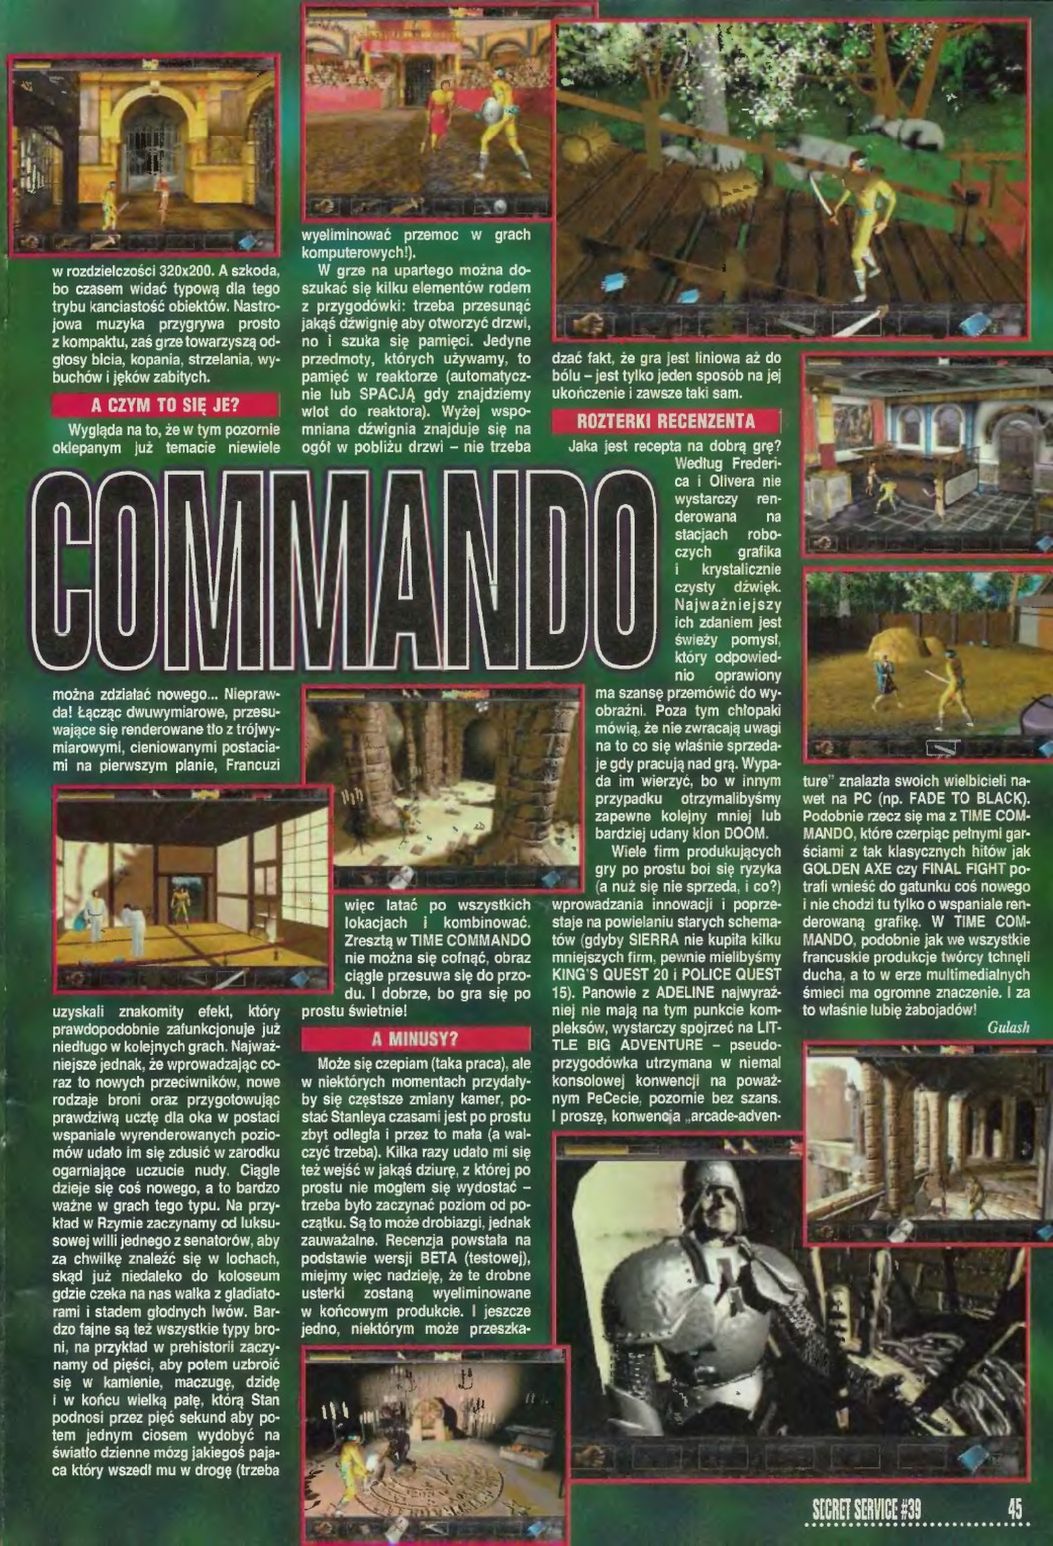 w rozdzielczości 320x200. A szkoda,
bo czasem widać typową dla tego
trybu kanciastość obiektów. Nastro-
jowa muzyka przygrywa prosto
z kompaktu, zaś grze towarzyszą od-
głosy bicia, kopania, strzelania, wy-
buchów i jęków zabitych.
A CZYM TO SIĘ JE?
Wygląda na to, że w tym pozornie
oklepanym już temacie niewiele
COMMANDO
można zdziałać nowego... Niepraw-
da! Łącząc dwuwymiarowe, przesu-
wające się renderowane tło z trójwy-
miarowymi, cieniowanymi postacia-
mi na pierwszym planie, Francuzi
uzyskali znakomity efekt, który
prawdopodobnie zafunkcjonuje już
niedługo w kolejnych grach. Najważ-
niejsze jednak, że wprowadzając co-
raz to nowych przeciwników, nowe
rodzaje broni oraz przygotowując
prawdziwą ucztę dla oka w postaci
wspaniale wyrenderowanych pozio-
mów udało im się zdusić w zarodku
ogarniające uczucie nudy. Ciągle
dzieje się coś nowego, a to bardzo
ważne w grach tego typu. Na przy-
kład w Rzymie zaczynamy od luksu-
sowej willi jednego z senatorów, aby
za chwilkę znaleźć się w lochach,
skąd już niedaleko do koloseum
gdzie czeka na nas walka z gladiato-
rami i stadem głodnych lwów. Bar-
dzo fajne są też wszystkie typy bro-
ni, na przykład w prehistorii zaczy-
namy od pięści, aby potem uzbroić
się w kamienie, maczugę, dzidę
i w końcu wielką pałę, którą Stan
podnosi przez pięć sekund aby po-
tem jednym ciosem wydobyć na
światło dzienne mózg jakiegoś paja-
ca który wszedł mu w drogę (trzeba
wyeliminować przemoc w grach
komputerowych!).
W grze na upartego można do-
szukać się kilku elementów rodem
z przygodówki: trzeba przesunąć
jakąś dźwignię aby otworzyć drzwi,
no i szuka się pamięci. Jedyne
przedmoty, których używamy, to
pamięć w reaktorze (automatycz-
nie lub SPACJĄ gdy znajdziemy
wlot do reaktora). Wyżej wspo-
mniana dźwignia znajduje się na
ogół w pobliżu drzwi – nie trzeba
więc latać po wszystkich
lokacjach i kombinować.
Zresztą w TIME COMMANDO
nie można się cofnąć, obraz
ciągle przesuwa się do przo-
du. I dobrze, bo gra się po
prostu świetnie!
A MINUSY?
Może się czepiam (taka praca), ale
w niektórych momentach przydały-
by się częstsze zmiany kamer, po-
stać Stanleya czasami jest po prostu
zbyt odległa i przez to mała (a wal-
czyć trzeba). Kilka razy udało mi się
też wejść w jakąś dziurę, z której po
prostu nie mogłem się wydostać –
trzeba było zaczynać poziom od po-
czątku. Są to może drobiazgi, jednak
zauważalne. Recenzja powstała na
podstawie wersji BETA (testowej),
miejmy więc nadzieję, że te drobne
usterki zostaną wyeliminowane
w końcowym produkcie. I jeszcze
jedno, niektórym może przeszka-
dzać fakt, że gra jest liniowa aż do
bólu – jest tylko jeden sposób na jej
ukończenie i zawsze taki sam.
ROZTERKI RECENZENTA
Jaka jest recepta na dobrą grę?
Według Frederi-
ca i Olivera nie
wystarczy ren-
derowana na
stacjach robo-
czych grafika
i krystalicznie
czysty dźwięk.
Najważniejszy
ich zdaniem jest
świeży pomysł,
który odpowied-
nio oprawiony
ma szansę przemówić do wy-
obraźni. Poza tym chłopaki
mówią, że nie zwracają uwagi
na to co się właśnie sprzeda-
je gdy pracują nad grą. Wypa-
da im wierzyć, bo w innym
przypadku otrzymalibyśmy
zapewne kolejny mniej lub
bardziej udany klon DOOM.
Wiele firm produkujących
gry po prostu boi się ryzyka
(a nuż się nie sprzeda, i co?)
wprowadzania innowacji i poprze-
staje na powielaniu starych schema-
tów (gdyby SIERRA nie kupiła kilku
mniejszych firm, pewnie mielibyśmy
KING'S QUEST 20 i POLICE QUEST
15). Panowie z ADELINE najwyraź-
niej nie mają na tym punkcie kom-
pleksów, wystarczy spojrzeć na LIT-
TLE BIG ADVENTURE – pseudo-
przygodówka utrzymana w niemal
konsolowej konwencji na poważ-
nym PeCecie, pozornie bez szans.
I proszę, konwencja „arcade-adven-
ture" znalazła swoich wielbicieli na-
wet na PC (np. FADE TO BLACK).
Podobnie rzecz się ma z TIME COM-
MANDO, które czerpiąc pełnymi gar-
ściami z tak klasycznych hitów jak
GOLDEN AXE czy FINAL FIGHT po-
trafi wnieść do gatunku coś nowego
i nie chodzi tu tylko o wspaniale ren-
derowaną grafikę. W TIME COM-
MANDO, podobnie jak we wszystkie
francuskie produkcje twórcy tchnęli
ducha, a to w erze multimedialnych
śmieci ma ogromne znaczenie. I za
to właśnie lubię żabojadów!
Gulash
SECRET SERVICE #39
45